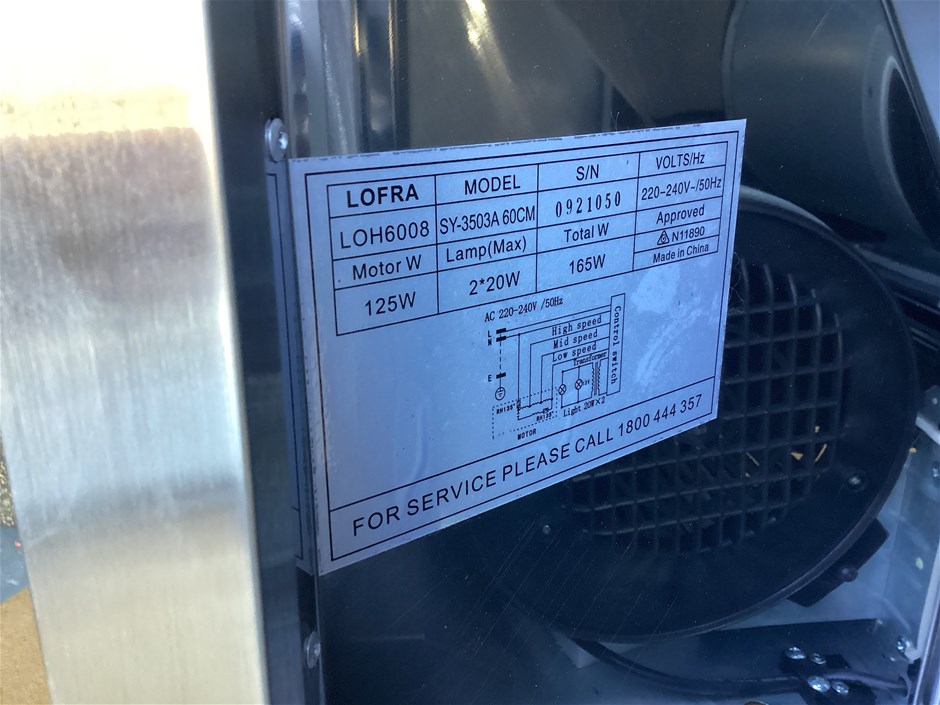 LOFRA MODEL S/N VOLTS/Hz
LOH6008 SY-3503A 60CM 0921050 220-240V~/50Hz
Motor W Lamp(Max) Total W Approved
N11890
125W 2*20W 165W Made in China
AC 220-240V /50Hz
L
N
E
High speed
Mid speed
Low speed
Transformer
Control switch
Light 20W×2
RH135°
RH135°
MOTOR
FOR SERVICE PLEASE CALL 1800 444 357